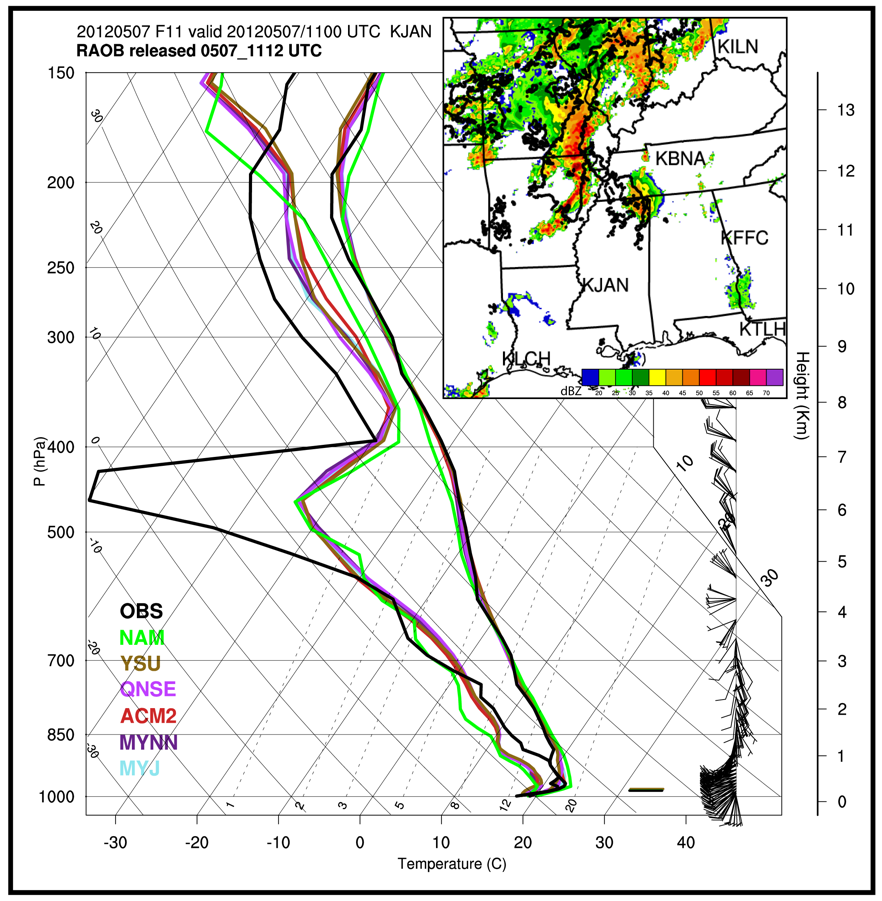 20120507 F11 valid 20120507/1100 UTC  KJAN
RAOB released 0507_1112 UTC
KILN
KBNA
KFFC
KJAN
KTLH
KLCH
dBZ
20 25 30 35 40 45 50 55 60 65 70
150
200
250
300
400
500
700
850
1000
P (hPa)
30
20
10
0
-10
-20
-30
10
20
30
OBS
NAM
YSU
QNSE
ACM2
MYNN
MYJ
1 2 3 5 8 12 20
-30 -20 -10 0 10 20 30 40
Temperature (C)
13
12
11
10
9
8
7
6
5
4
3
2
1
0
Height (Km)